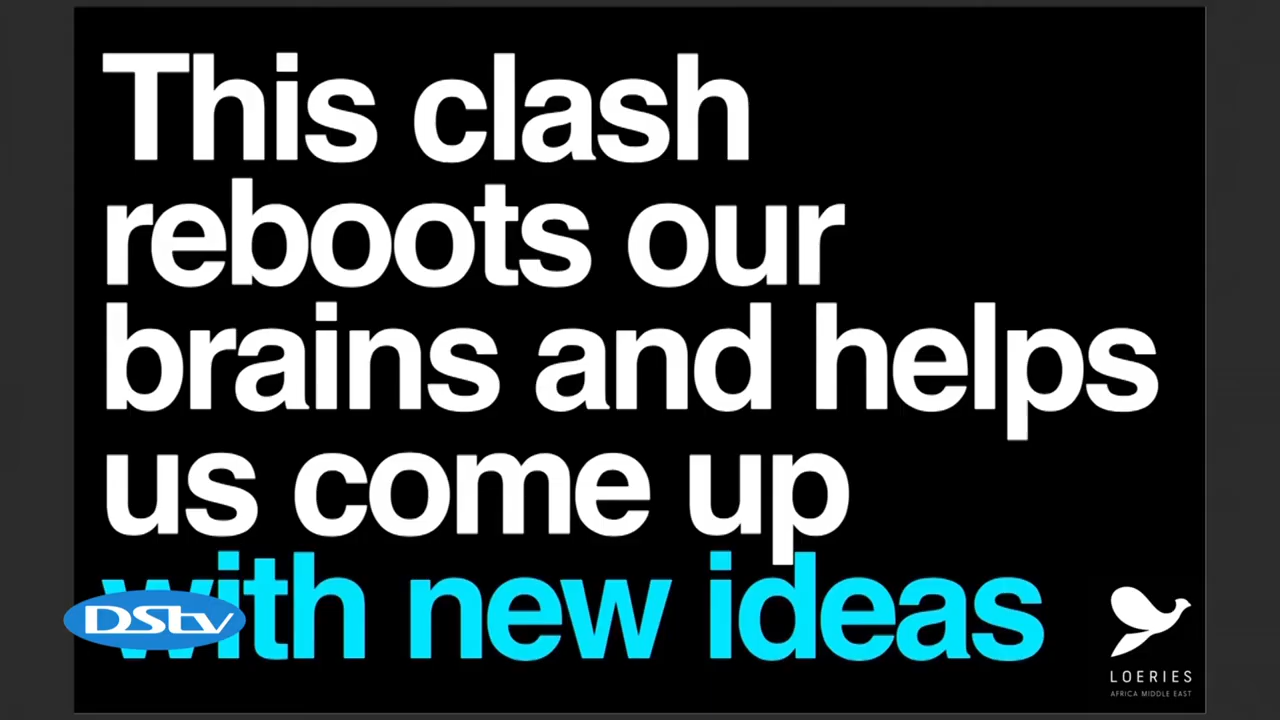 This clash
reboots our
brains and helps
us come up
with new ideas
DStv
LOERIES
AFRICA MIDDLE EAST